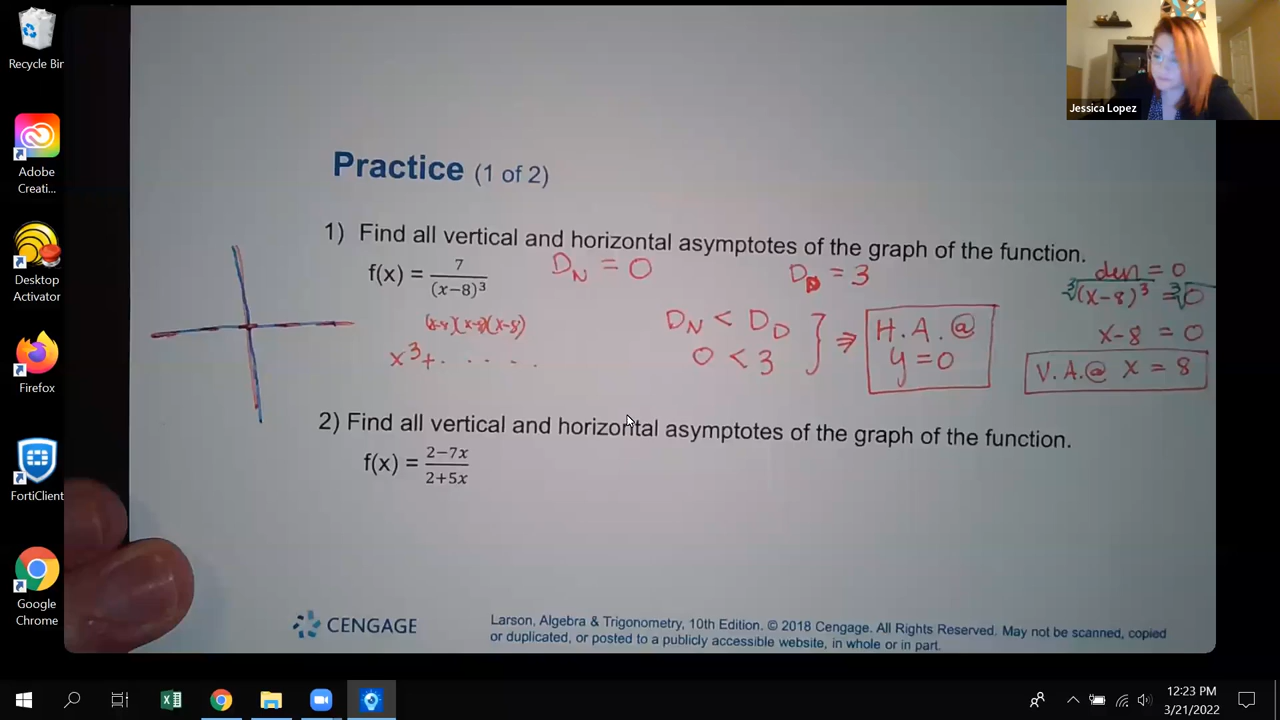 Recycle Bin
Adobe
Creati...
Desktop
Activator
Firefox
FortiClient
Google
Chrome
Jessica Lopez
Practice (1 of 2)
1) Find all vertical and horizontal asymptotes of the graph of the function.
f(x) = 7/(x−8)³
(x-8)(x-8)(x-8)
x³+ . . . . .
D_N = 0
D_D = 3
D_N < D_D
0 < 3
} ⇒
H.A.@
y=0
den = 0
∛(x-8)³ = ∛0
x-8 = 0
V.A.@ x = 8
2) Find all vertical and horizontal asymptotes of the graph of the function.
f(x) = 2−7x/2+5x
CENGAGE
Larson, Algebra & Trigonometry, 10th Edition. © 2018 Cengage. All Rights Reserved. May not be scanned, copied
or duplicated, or posted to a publicly accessible website, in whole or in part.
12:23 PM
3/21/2022